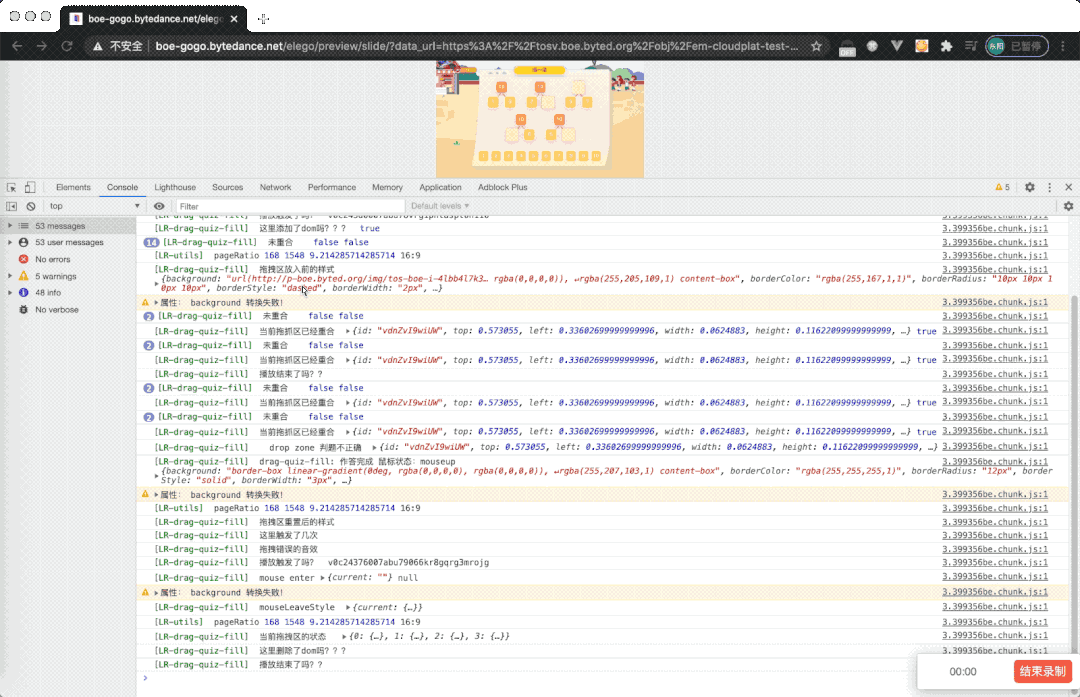 boe-gogo.bytedance.net/eleg
不安全 boe-gogo.bytedance.net/elego/preview/slide/?data_url=https%3A%2F%2Ftosv.boe.byted.org%2Fobj%2Fem-cloudplat-test-...
OFF
已暂停
Elements Console Lighthouse Sources Network Performance Memory Application Adblock Plus 5
top Filter Default levels
53 messages
53 user messages
No errors
5 warnings
48 info
No verbose
3.399356be.chunk.js:1
[LR-drag-quiz-fill] 这里添加了dom吗？？？ true 3.399356be.chunk.js:1
14 [LR-drag-quiz-fill] 未重合 false false 3.399356be.chunk.js:1
[LR-utils] pageRatio 168 1548 9.214285714285714 16:9 3.399356be.chunk.js:1
[LR-drag-quiz-fill] 拖拽区放入前的样式 3.399356be.chunk.js:1
{background: "url(http://p-boe.byted.org/img/tos-boe-i-4lbb4l7k3… rgba(0,0,0,0)), ↵rgba(255,205,109,1) content-box", borderColor: "rgba(255,167,1,1)", borderRadius: "10px 10px 1
0px 10px", borderStyle: "dashed", borderWidth: "2px", …}
属性： background 转换失败! 3.399356be.chunk.js:1
2 [LR-drag-quiz-fill] 未重合 false false 3.399356be.chunk.js:1
[LR-drag-quiz-fill] 当前拖抓区已经重合 {id: "vdnZvI9wiUW", top: 0.573055, left: 0.33602699999999996, width: 0.0624883, height: 0.11622099999999999, …} true 3.399356be.chunk.js:1
2 [LR-drag-quiz-fill] 未重合 false false 3.399356be.chunk.js:1
[LR-drag-quiz-fill] 当前拖抓区已经重合 {id: "vdnZvI9wiUW", top: 0.573055, left: 0.33602699999999996, width: 0.0624883, height: 0.11622099999999999, …} true 3.399356be.chunk.js:1
[LR-drag-quiz-fill] 播放结束了吗？？ 3.399356be.chunk.js:1
2 [LR-drag-quiz-fill] 未重合 false false 3.399356be.chunk.js:1
[LR-drag-quiz-fill] 当前拖抓区已经重合 {id: "vdnZvI9wiUW", top: 0.573055, left: 0.33602699999999996, width: 0.0624883, height: 0.11622099999999999, …} true 3.399356be.chunk.js:1
2 [LR-drag-quiz-fill] 未重合 false false 3.399356be.chunk.js:1
[LR-drag-quiz-fill] 当前拖抓区已经重合 {id: "vdnZvI9wiUW", top: 0.573055, left: 0.33602699999999996, width: 0.0624883, height: 0.11622099999999999, …} true 3.399356be.chunk.js:1
[LR-drag-quiz-fill] drop zone 判题不正确 {id: "vdnZvI9wiUW", top: 0.573055, left: 0.33602699999999996, width: 0.0624883, height: 0.11622099999999999, …} 3.399356be.chunk.js:1
[LR-drag-quiz-fill] drag-quiz-fill: 作答完成 鼠标状态：mouseup 3.399356be.chunk.js:1
{background: "border-box linear-gradient(0deg, rgba(0,0,0,0), rgba(0,0,0,0)), ↵rgba(255,207,103,1) content-box", borderColor: "rgba(255,255,255,1)", borderRadius: "12px", border
Style: "solid", borderWidth: "3px", …}
属性： background 转换失败! 3.399356be.chunk.js:1
[LR-utils] pageRatio 168 1548 9.214285714285714 16:9 3.399356be.chunk.js:1
[LR-drag-quiz-fill] 拖拽区重置后的样式 3.399356be.chunk.js:1
[LR-drag-quiz-fill] 这里触发了几次 3.399356be.chunk.js:1
[LR-drag-quiz-fill] 拖拽错误的音效 3.399356be.chunk.js:1
[LR-drag-quiz-fill] 播放触发了吗? v0c24376007abu79066kr8gqrg3mrojg 3.399356be.chunk.js:1
[LR-drag-quiz-fill] mouse enter {current: ""} null 3.399356be.chunk.js:1
属性： background 转换失败! 3.399356be.chunk.js:1
[LR-drag-quiz-fill] mouseLeaveStyle {current: {…}} 3.399356be.chunk.js:1
[LR-utils] pageRatio 168 1548 9.214285714285714 16:9 3.399356be.chunk.js:1
[LR-drag-quiz-fill] 当前拖拽区的状态 {0: {…}, 1: {…}, 2: {…}, 3: {…}} 3.399356be.chunk.js:1
[LR-drag-quiz-fill] 这里删除了dom吗？？？ 3.399356be.chunk.js:1
[LR-drag-quiz-fill] 播放结束了吗？？
00:00 结束录制